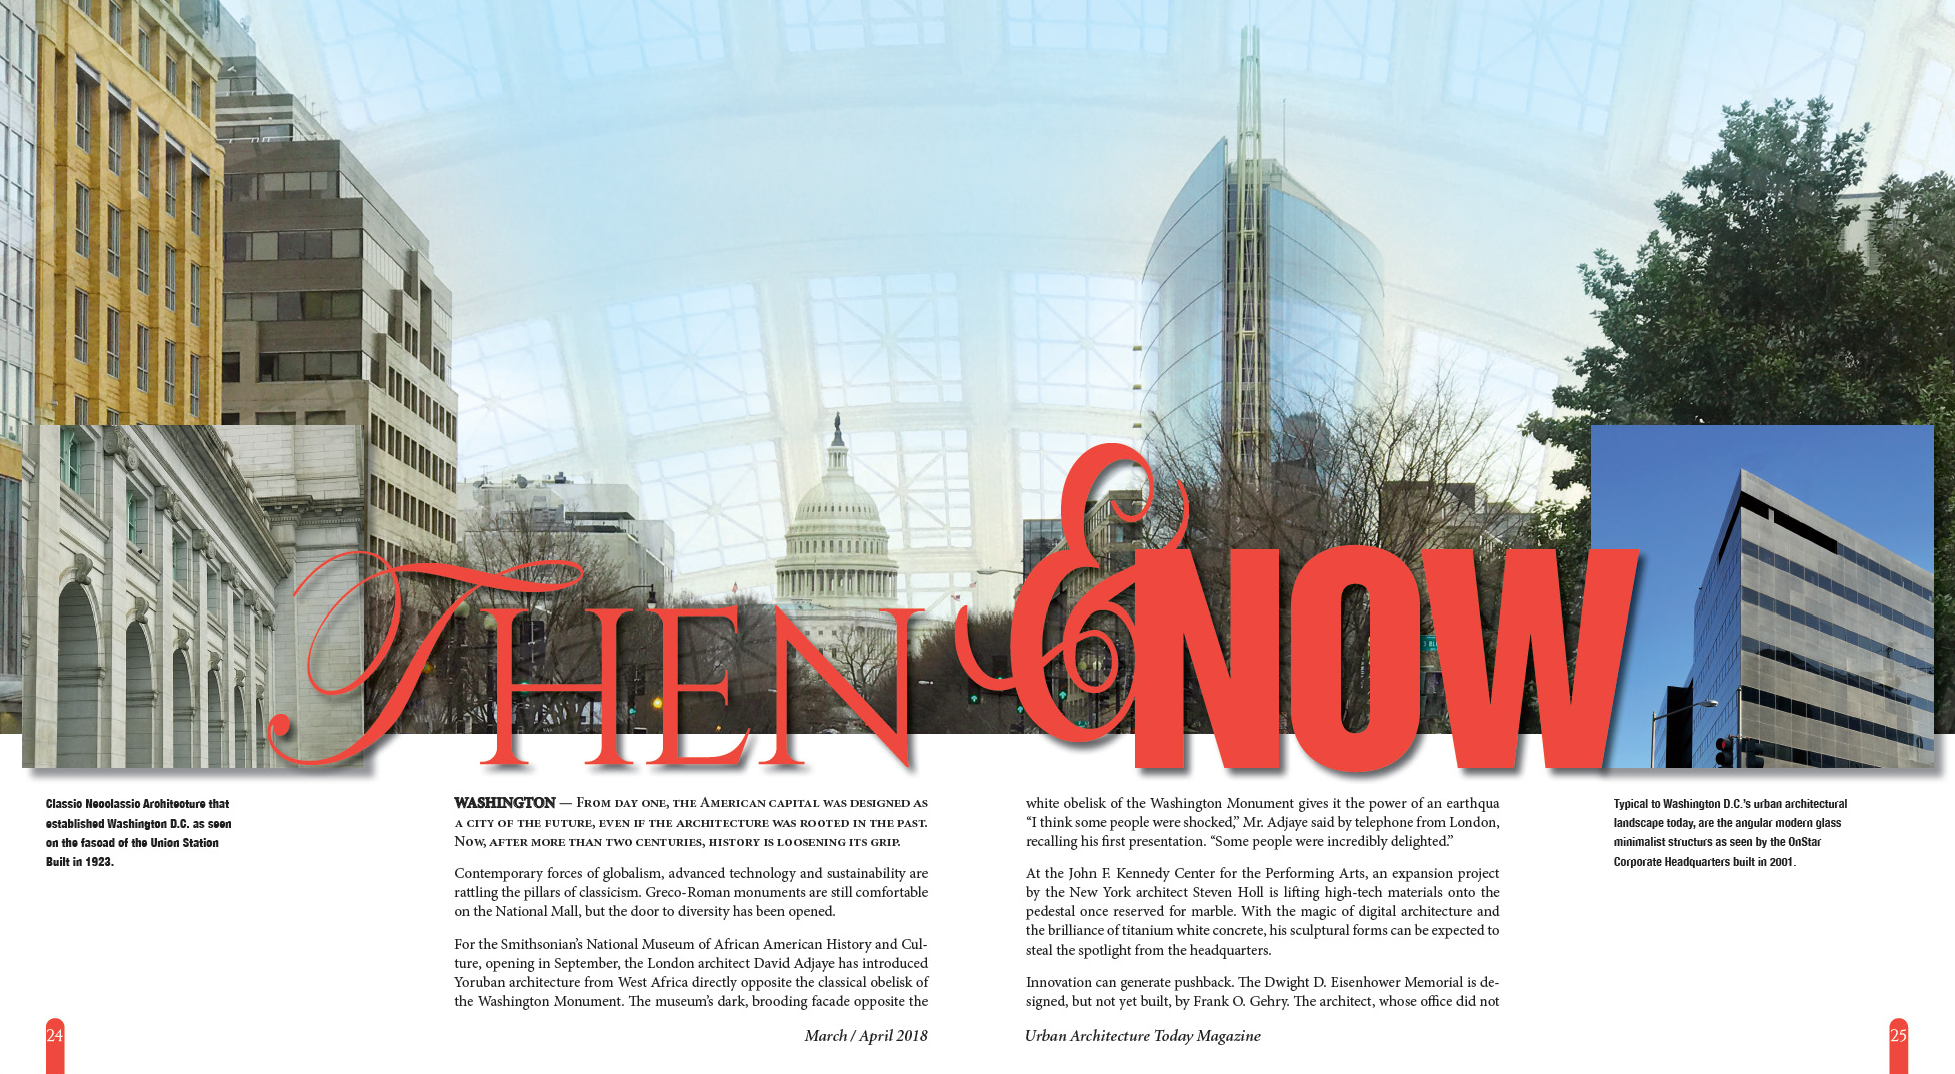 THEN & NOW
Classic Neoclassic Architecture that
established Washington D.C. as seen
on the fasoad of the Union Station
Built in 1923.
WASHINGTON — From day one, the American capital was designed as
a city of the future, even if the architecture was rooted in the past.
Now, after more than two centuries, history is loosening its grip.
Contemporary forces of globalism, advanced technology and sustainability are
rattling the pillars of classicism. Greco-Roman monuments are still comfortable
on the National Mall, but the door to diversity has been opened.
For the Smithsonian’s National Museum of African American History and Cul-
ture, opening in September, the London architect David Adjaye has introduced
Yoruban architecture from West Africa directly opposite the classical obelisk of
the Washington Monument. The museum’s dark, brooding facade opposite the
white obelisk of the Washington Monument gives it the power of an earthqua
“I think some people were shocked,” Mr. Adjaye said by telephone from London,
recalling his first presentation. “Some people were incredibly delighted.”
At the John F. Kennedy Center for the Performing Arts, an expansion project
by the New York architect Steven Holl is lifting high-tech materials onto the
pedestal once reserved for marble. With the magic of digital architecture and
the brilliance of titanium white concrete, his sculptural forms can be expected to
steal the spotlight from the headquarters.
Innovation can generate pushback. The Dwight D. Eisenhower Memorial is de-
signed, but not yet built, by Frank O. Gehry. The architect, whose office did not
Typical to Washington D.C.’s urban architectural
landscape today, are the angular modern glass
minimalist structurs as seen by the OnStar
Corporate Headquarters built in 2001.
24
March / April 2018
Urban Architecture Today Magazine
25